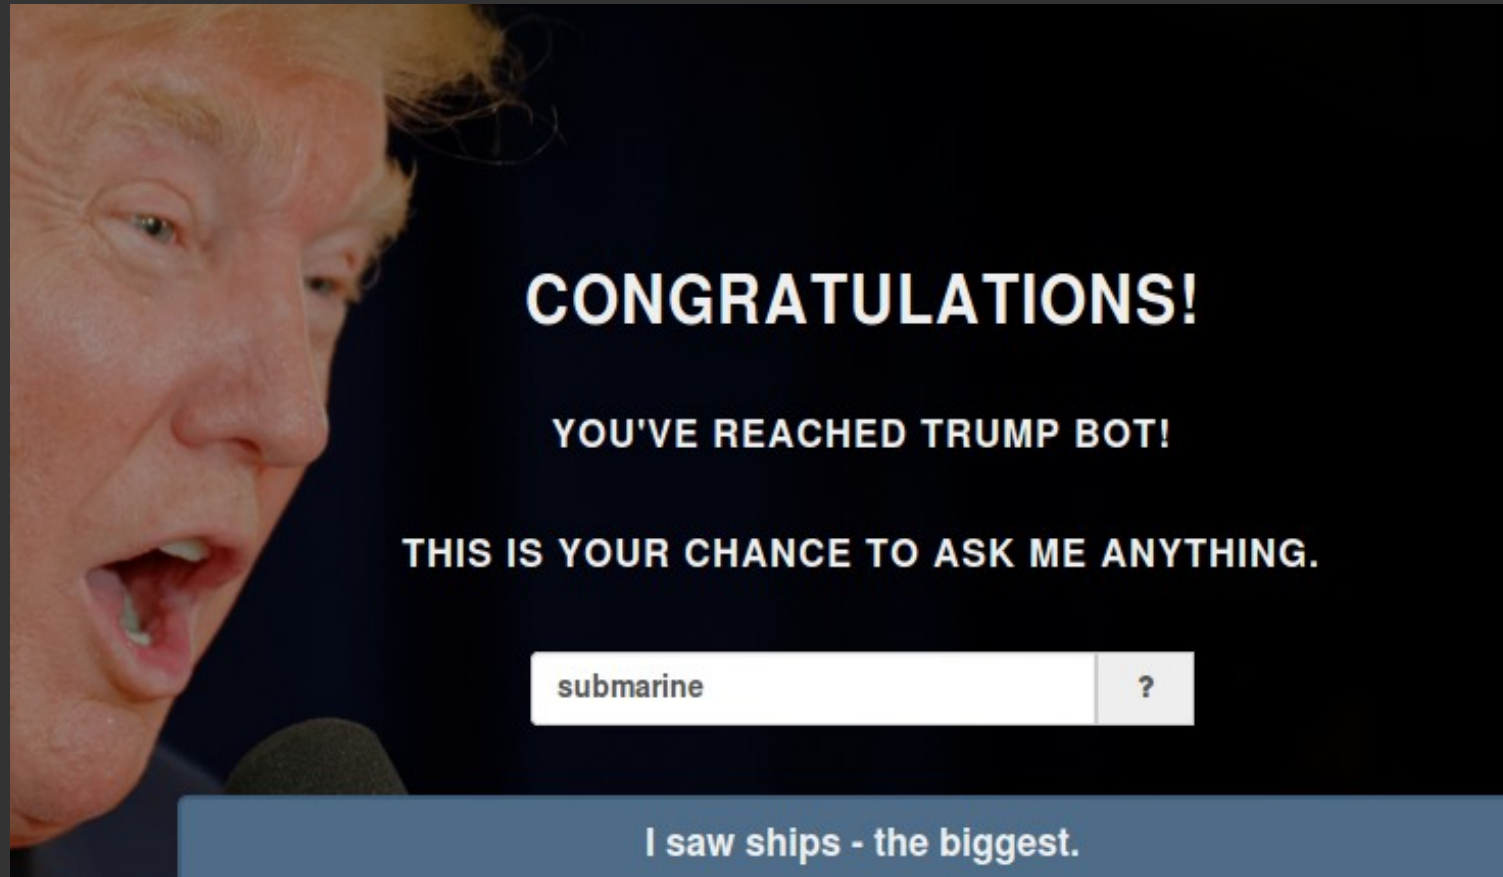 CONGRATULATIONS!
YOU'VE REACHED TRUMP BOT!
THIS IS YOUR CHANCE TO ASK ME ANYTHING.
submarine ?
I saw ships - the biggest.